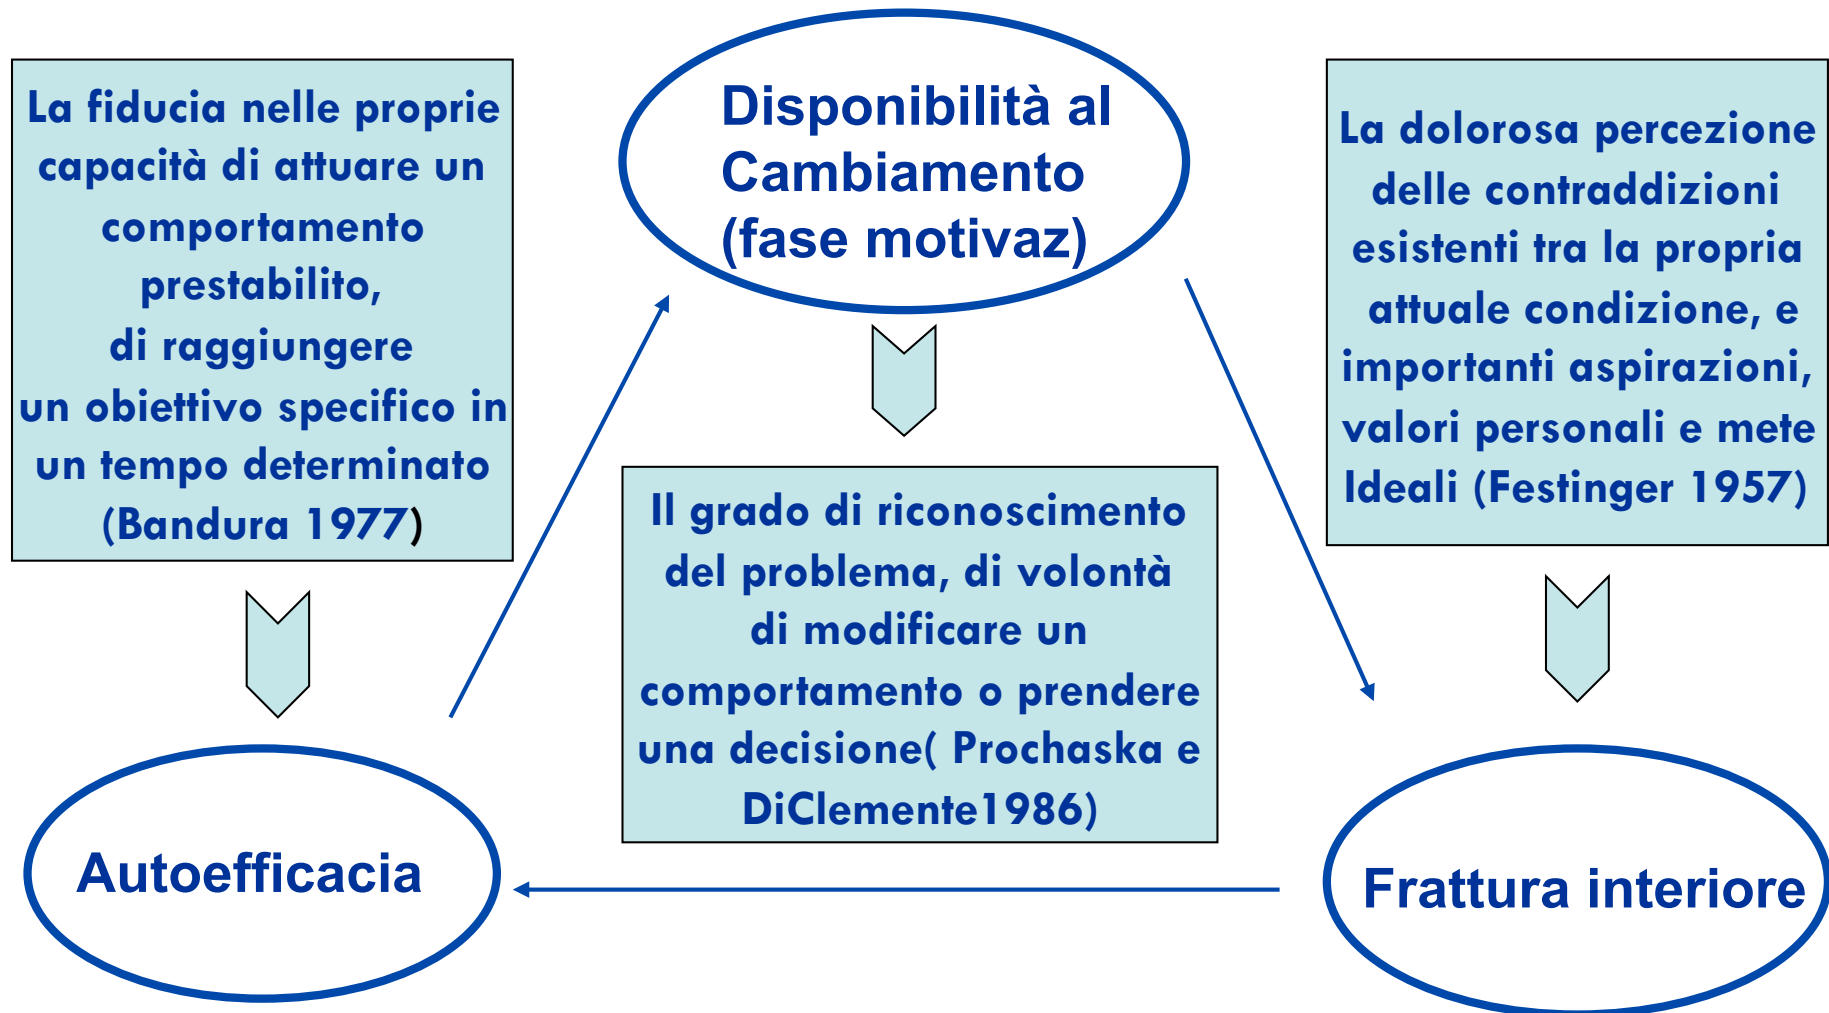 La fiducia nelle proprie
capacità di attuare un
comportamento
prestabilito,
di raggiungere
un obiettivo specifico in
un tempo determinato
(Bandura 1977)
Disponibilità al
Cambiamento
(fase motivaz)
La dolorosa percezione
delle contraddizioni
esistenti tra la propria
attuale condizione, e
importanti aspirazioni,
valori personali e mete
Ideali (Festinger 1957)
Il grado di riconoscimento
del problema, di volontà
di modificare un
comportamento o prendere
una decisione( Prochaska e
DiClemente1986)
Autoefficacia
Frattura interiore